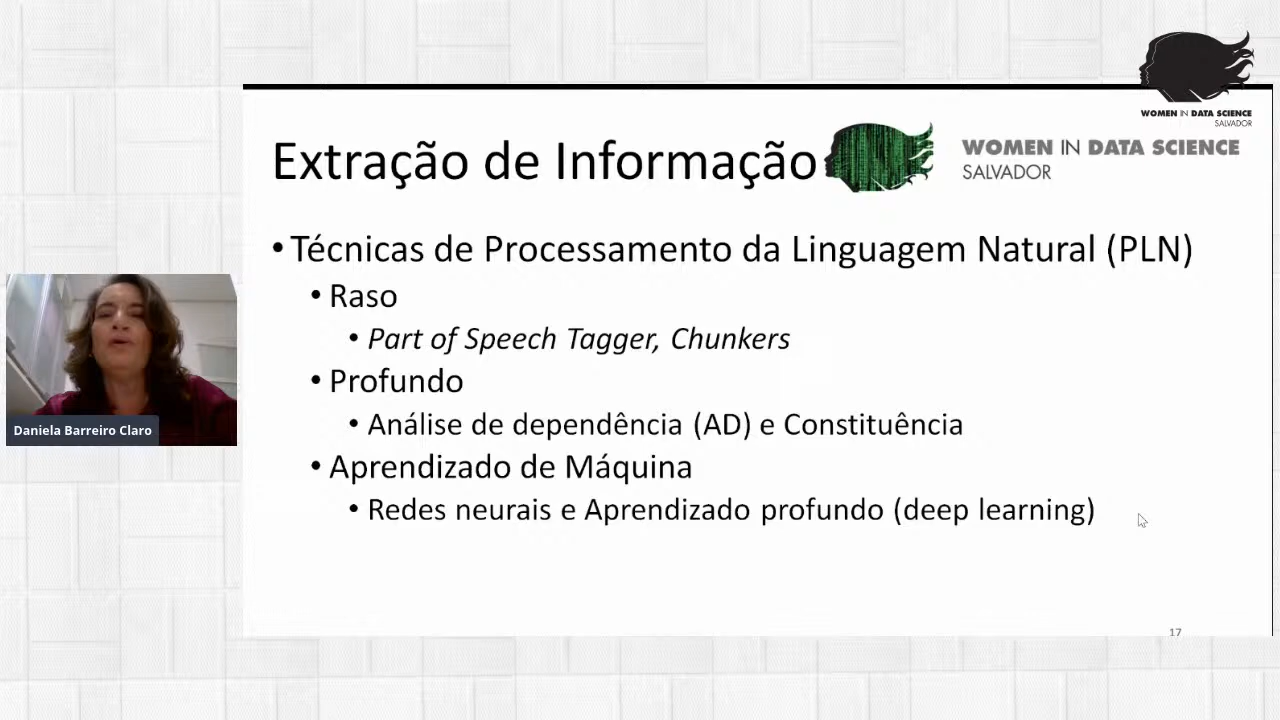 WOMEN IN DATA SCIENCE
SALVADOR
Extração de Informação
WOMEN IN DATA SCIENCE
SALVADOR
• Técnicas de Processamento da Linguagem Natural (PLN)
• Raso
• Part of Speech Tagger, Chunkers
• Profundo
• Análise de dependência (AD) e Constituência
• Aprendizado de Máquina
• Redes neurais e Aprendizado profundo (deep learning)
Daniela Barreiro Claro
17